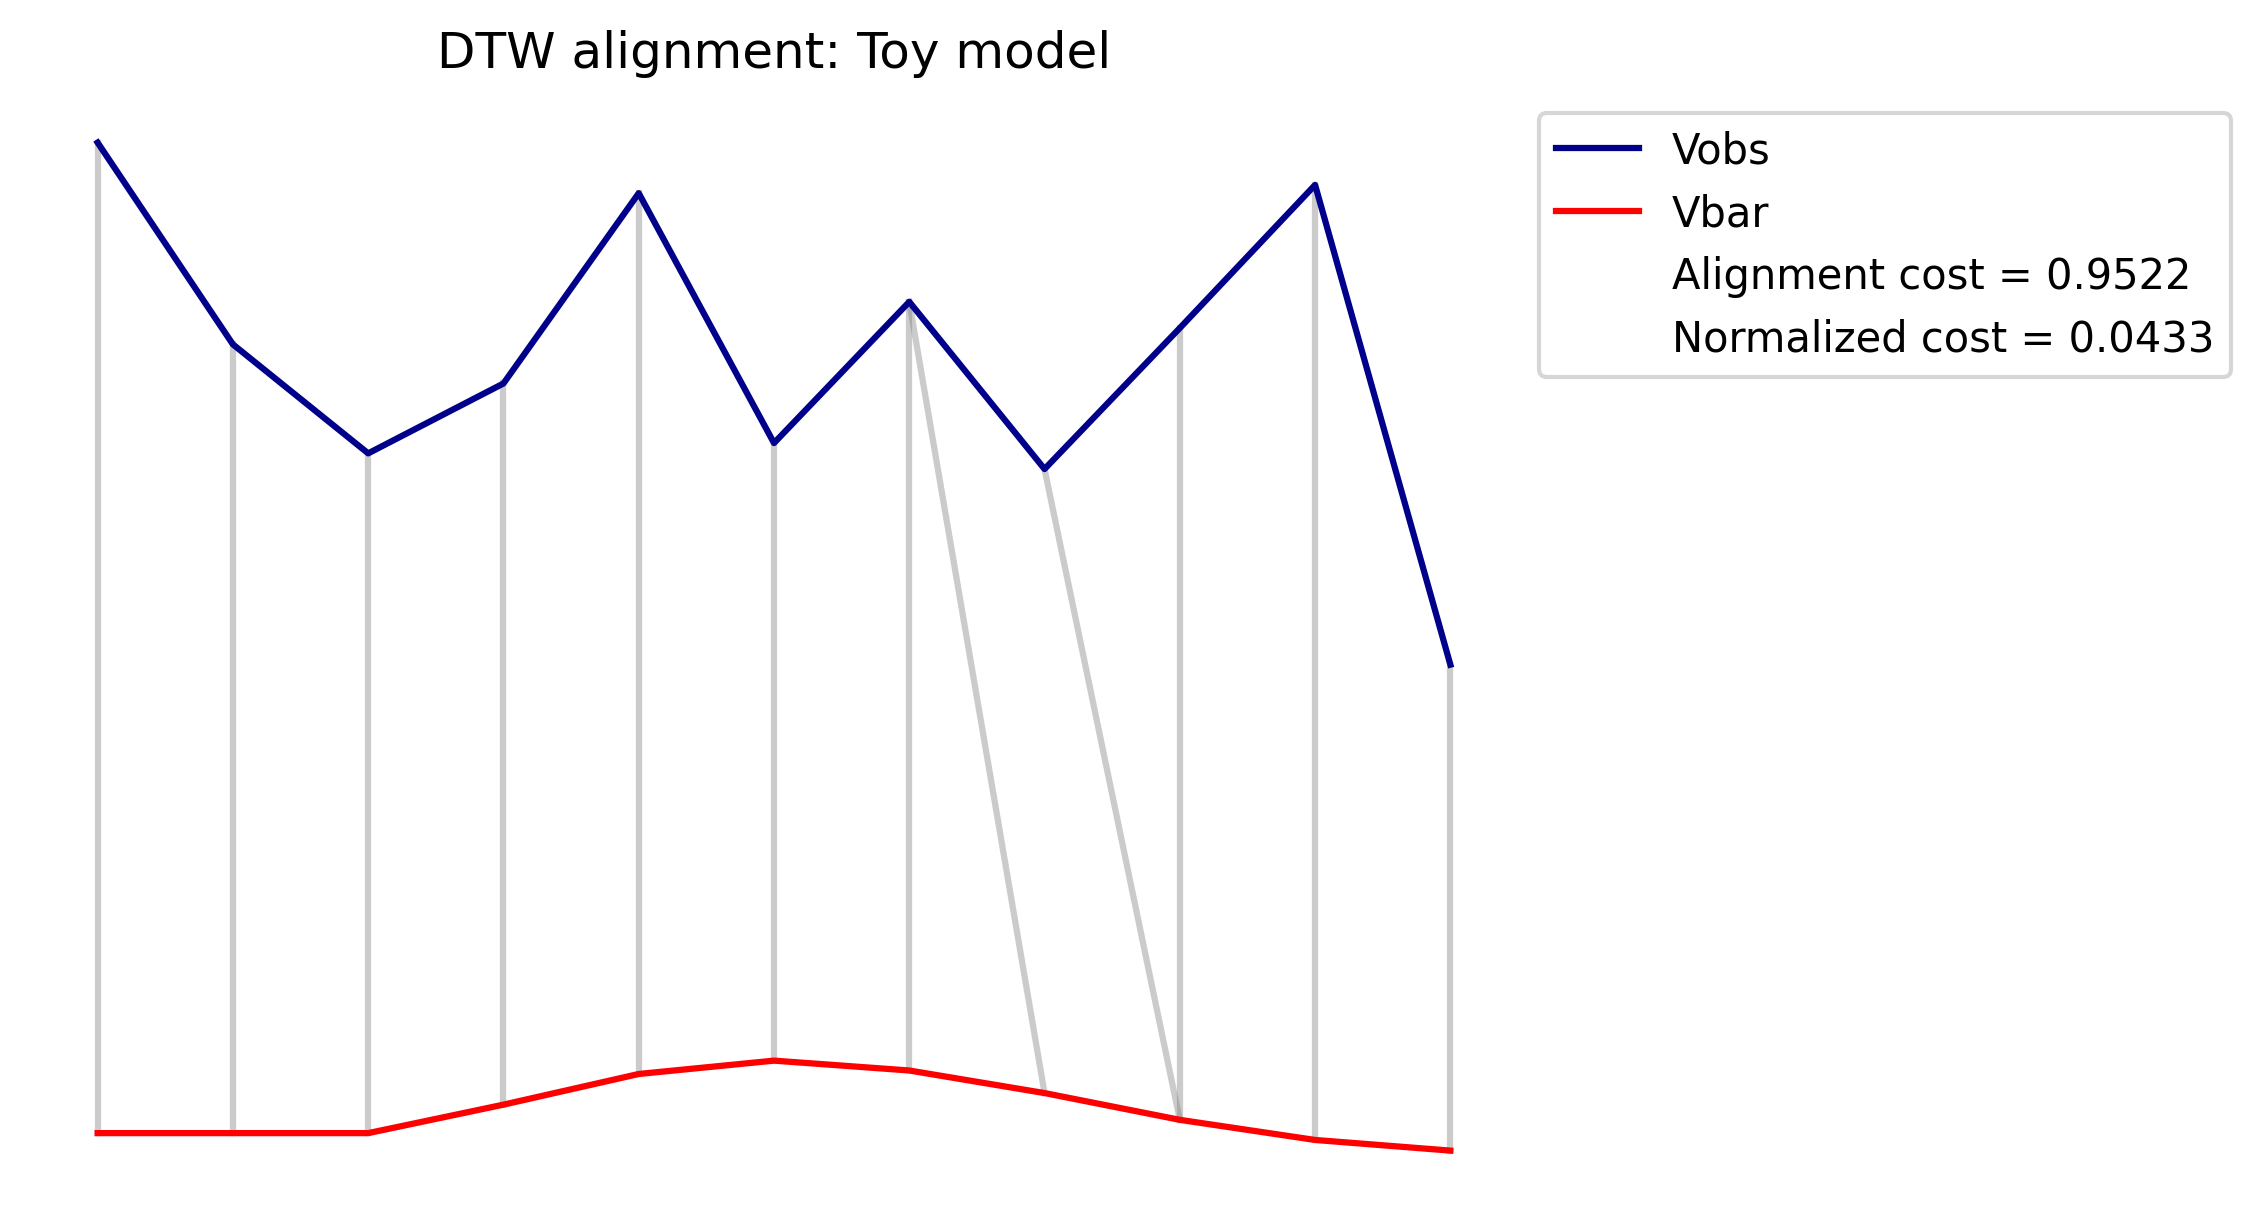 DTW alignment: Toy model
Vobs
Vbar
Alignment cost = 0.9522
Normalized cost = 0.0433